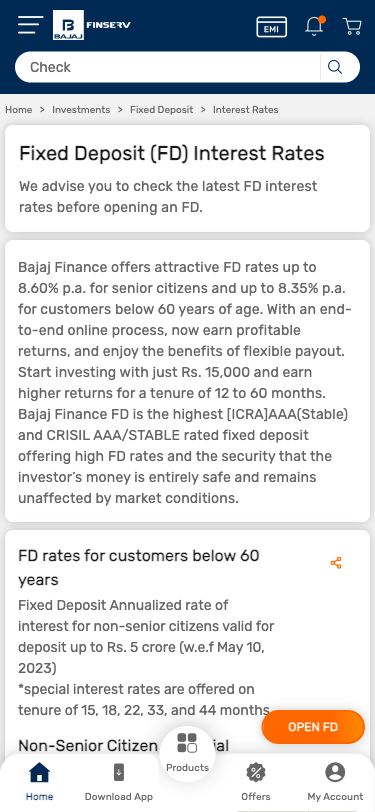 BAJAJ FINSERV
EMI
Check
Home > Investments > Fixed Deposit > Interest Rates
Fixed Deposit (FD) Interest Rates
We advise you to check the latest FD interest
rates before opening an FD.
Bajaj Finance offers attractive FD rates up to
8.60% p.a. for senior citizens and up to 8.35% p.a.
for customers below 60 years of age. With an end-
to-end online process, now earn profitable
returns, and enjoy the benefits of flexible payout.
Start investing with just Rs. 15,000 and earn
higher returns for a tenure of 12 to 60 months.
Bajaj Finance FD is the highest [ICRA]AAA(Stable)
and CRISIL AAA/STABLE rated fixed deposit
offering high FD rates and the security that the
investor's money is entirely safe and remains
unaffected by market conditions.
FD rates for customers below 60
years
Fixed Deposit Annualized rate of
interest for non-senior citizens valid for
deposit up to Rs. 5 crore (w.e.f May 10,
2023)
*special interest rates are offered on
tenure of 15, 18, 22, 33, and 44 months
OPEN FD
Non-Senior Citizen
Home
Download App
Products
Offers
My Account